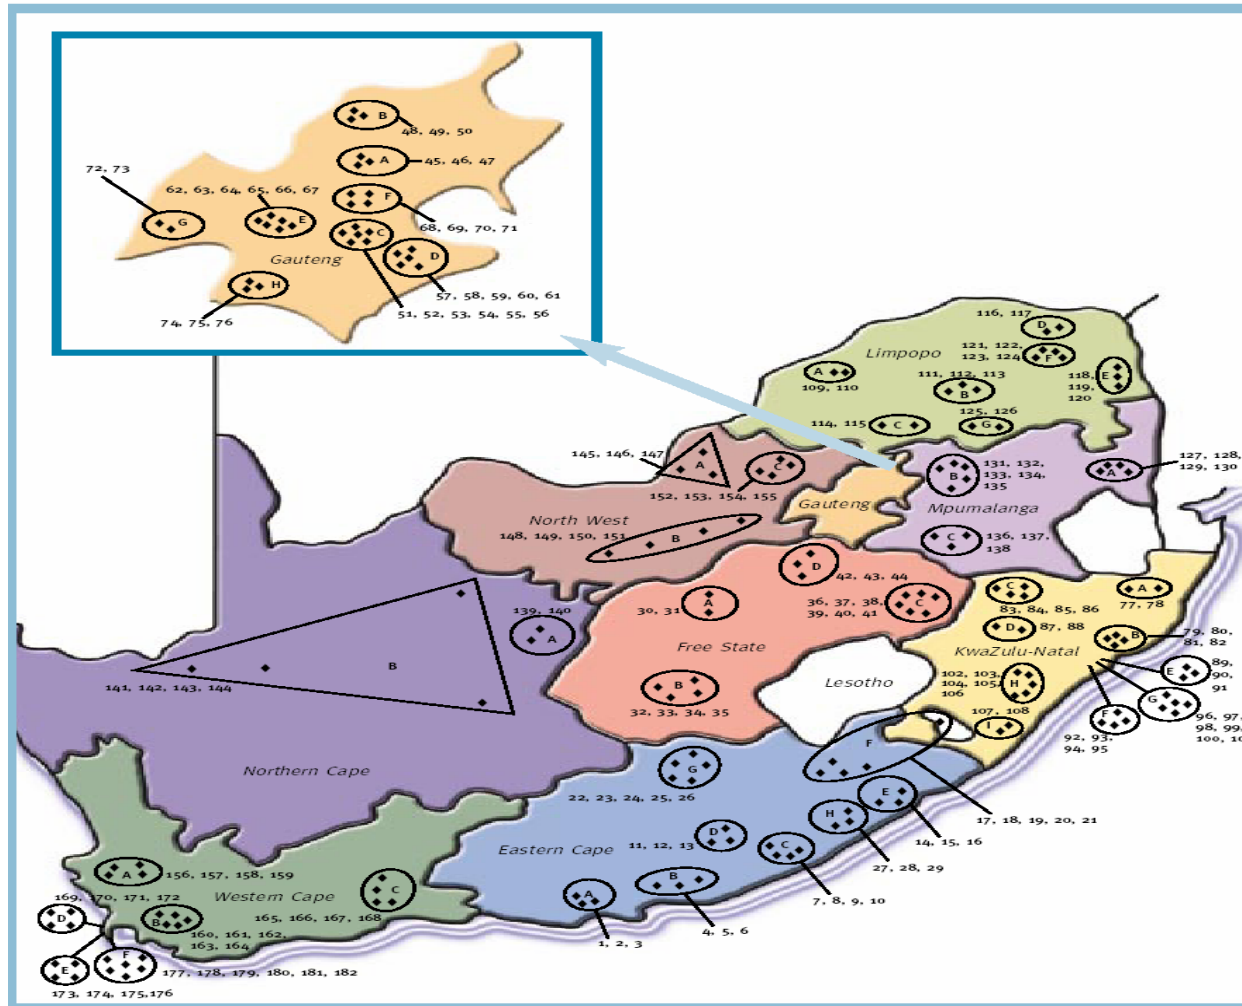 B
48, 49, 50
A
45, 46, 47
72, 73
62, 63, 64, 65, 66, 67
F
68, 69, 70, 71
G
E
C
D
Gauteng
H
57, 58, 59, 60, 61
51, 52, 53, 54, 55, 56
74, 75, 76
116, 117
D
Limpopo
121, 122,
123, 124
F
A
109, 110
111, 112, 113
B
E
118,
119,
120
125, 126
114, 115
C
G
145, 146, 147
A
C
152, 153, 154, 155
131, 132,
133, 134,
135
B
127, 128,
129, 130
A
Gauteng
Mpumalanga
North West
148, 149, 150, 151
B
C
136, 137,
138
D
42, 43, 44
30, 31
A
36, 37, 38,
39, 40, 41
C
C
83, 84, 85, 86
A
77, 78
139, 140
A
D
87, 88
B
79, 80,
81, 82
Free State
KwaZulu-Natal
141, 142, 143, 144
B
B
32, 33, 34, 35
Lesotho
102, 103,
104, 105,
106
H
E
89,
90,
91
G
96, 97,
98, 99,
100, 10
F
92, 93,
94, 95
107, 108
I
F
Northern Cape
G
22, 23, 24, 25, 26
E
17, 18, 19, 20, 21
H
14, 15, 16
D
11, 12, 13
C
27, 28, 29
Eastern Cape
B
7, 8, 9, 10
A
4, 5, 6
1, 2, 3
A
156, 157, 158, 159
Western Cape
C
169, 170, 171, 172
165, 166, 167, 168
D
B
160, 161, 162,
163, 164
E
F
177, 178, 179, 180, 181, 182
173, 174, 175,176